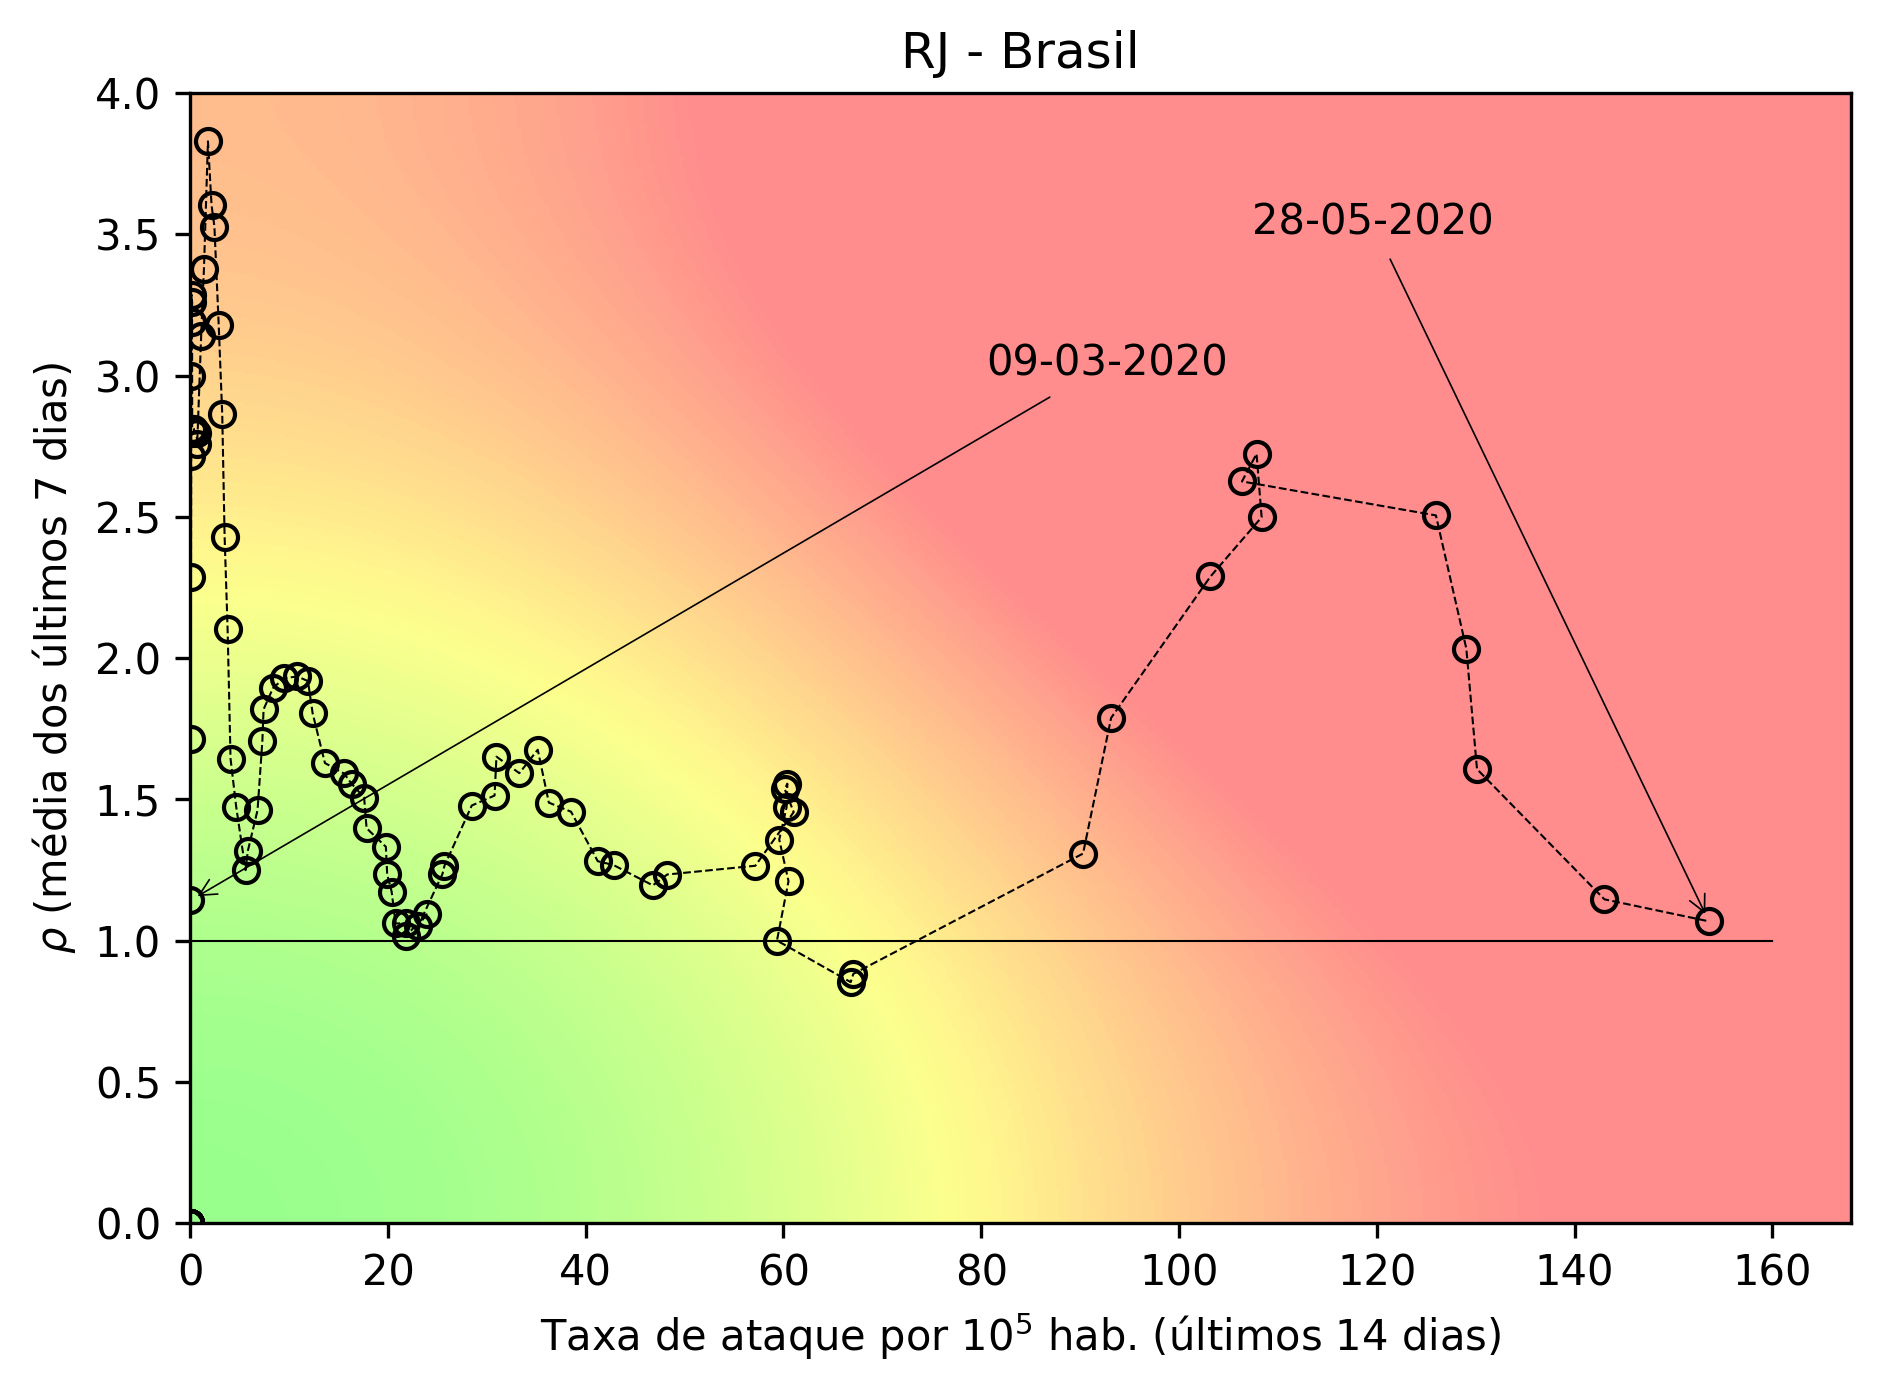 RJ - Brasil
4.0
3.5
3.0
2.5
2.0
1.5
1.0
0.5
0.0
ρ (média dos últimos 7 dias)
28-05-2020
09-03-2020
0 20 40 60 80 100 120 140 160
Taxa de ataque por 10⁵ hab. (últimos 14 dias)